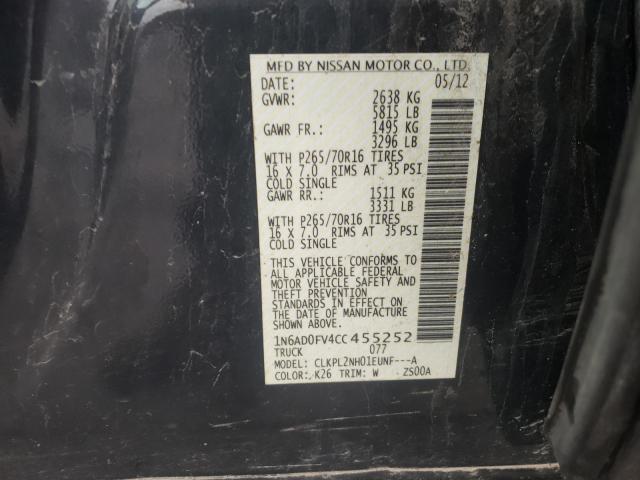 MFD BY NISSAN MOTOR CO., LTD.
DATE: 05/12
GVWR: 2638 KG
5815 LB
GAWR FR.: 1495 KG
3296 LB
WITH P265/70R16 TIRES
16 X 7.0 RIMS AT 35 PSI
COLD SINGLE
GAWR RR.: 1511 KG
3331 LB
WITH P265/70R16 TIRES
16 X 7.0 RIMS AT 35 PSI
COLD SINGLE
THIS VEHICLE CONFORMS TO
ALL APPLICABLE FEDERAL
MOTOR VEHICLE SAFETY AND
THEFT PREVENTION
STANDARDS IN EFFECT ON
THE DATE OF MANUFACTURE
SHOWN ABOVE.
1N6AD0FV4CC455252
TRUCK 077
MODEL: CLKPL2NH01EUNF---A
COLOR: K26 TRIM: W ZS00A